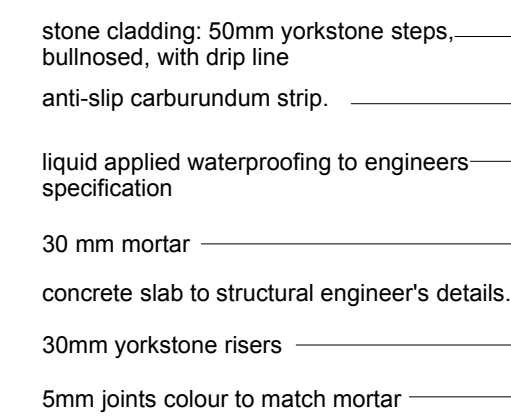 stone cladding: 50mm yorkstone steps,
bullnosed, with drip line
anti-slip carburundum strip.
liquid applied waterproofing to engineers
specification
30 mm mortar
concrete slab to structural engineer's details.
30mm yorkstone risers
5mm joints colour to match mortar